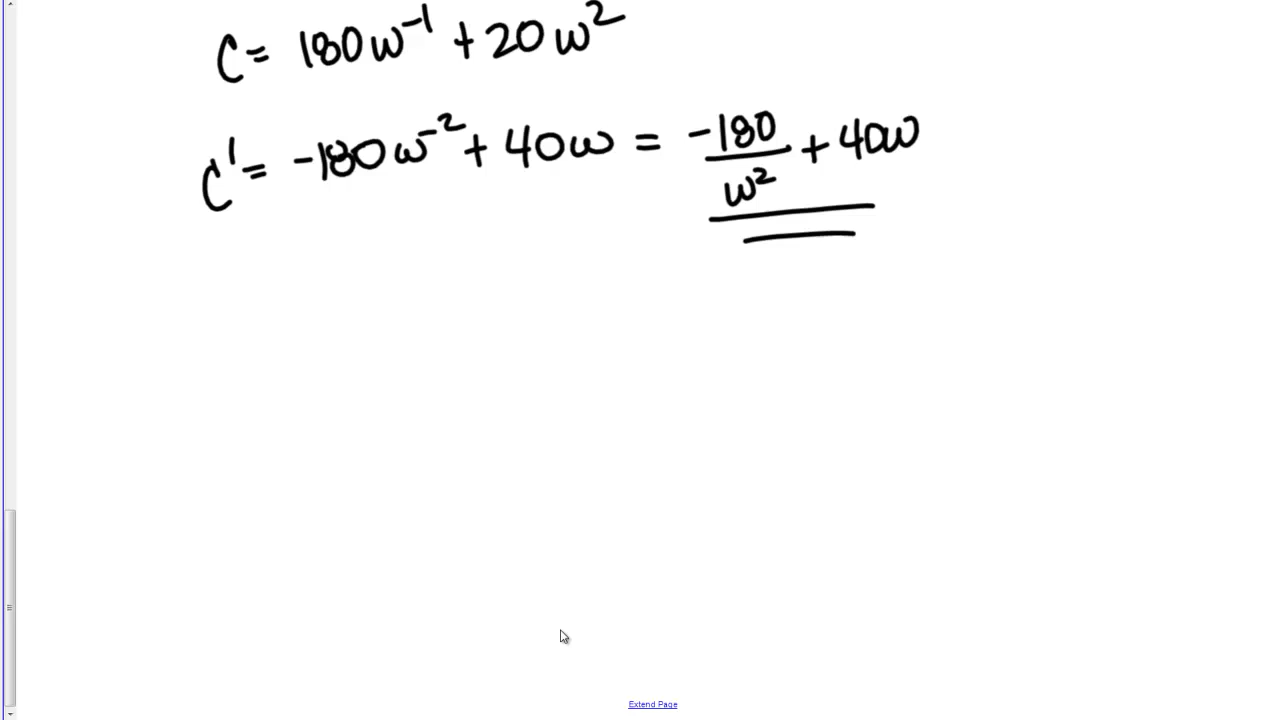 C = 180w⁻¹ + 20w²
C' = -180w⁻² + 40w = -180/w² + 40w
Extend Page